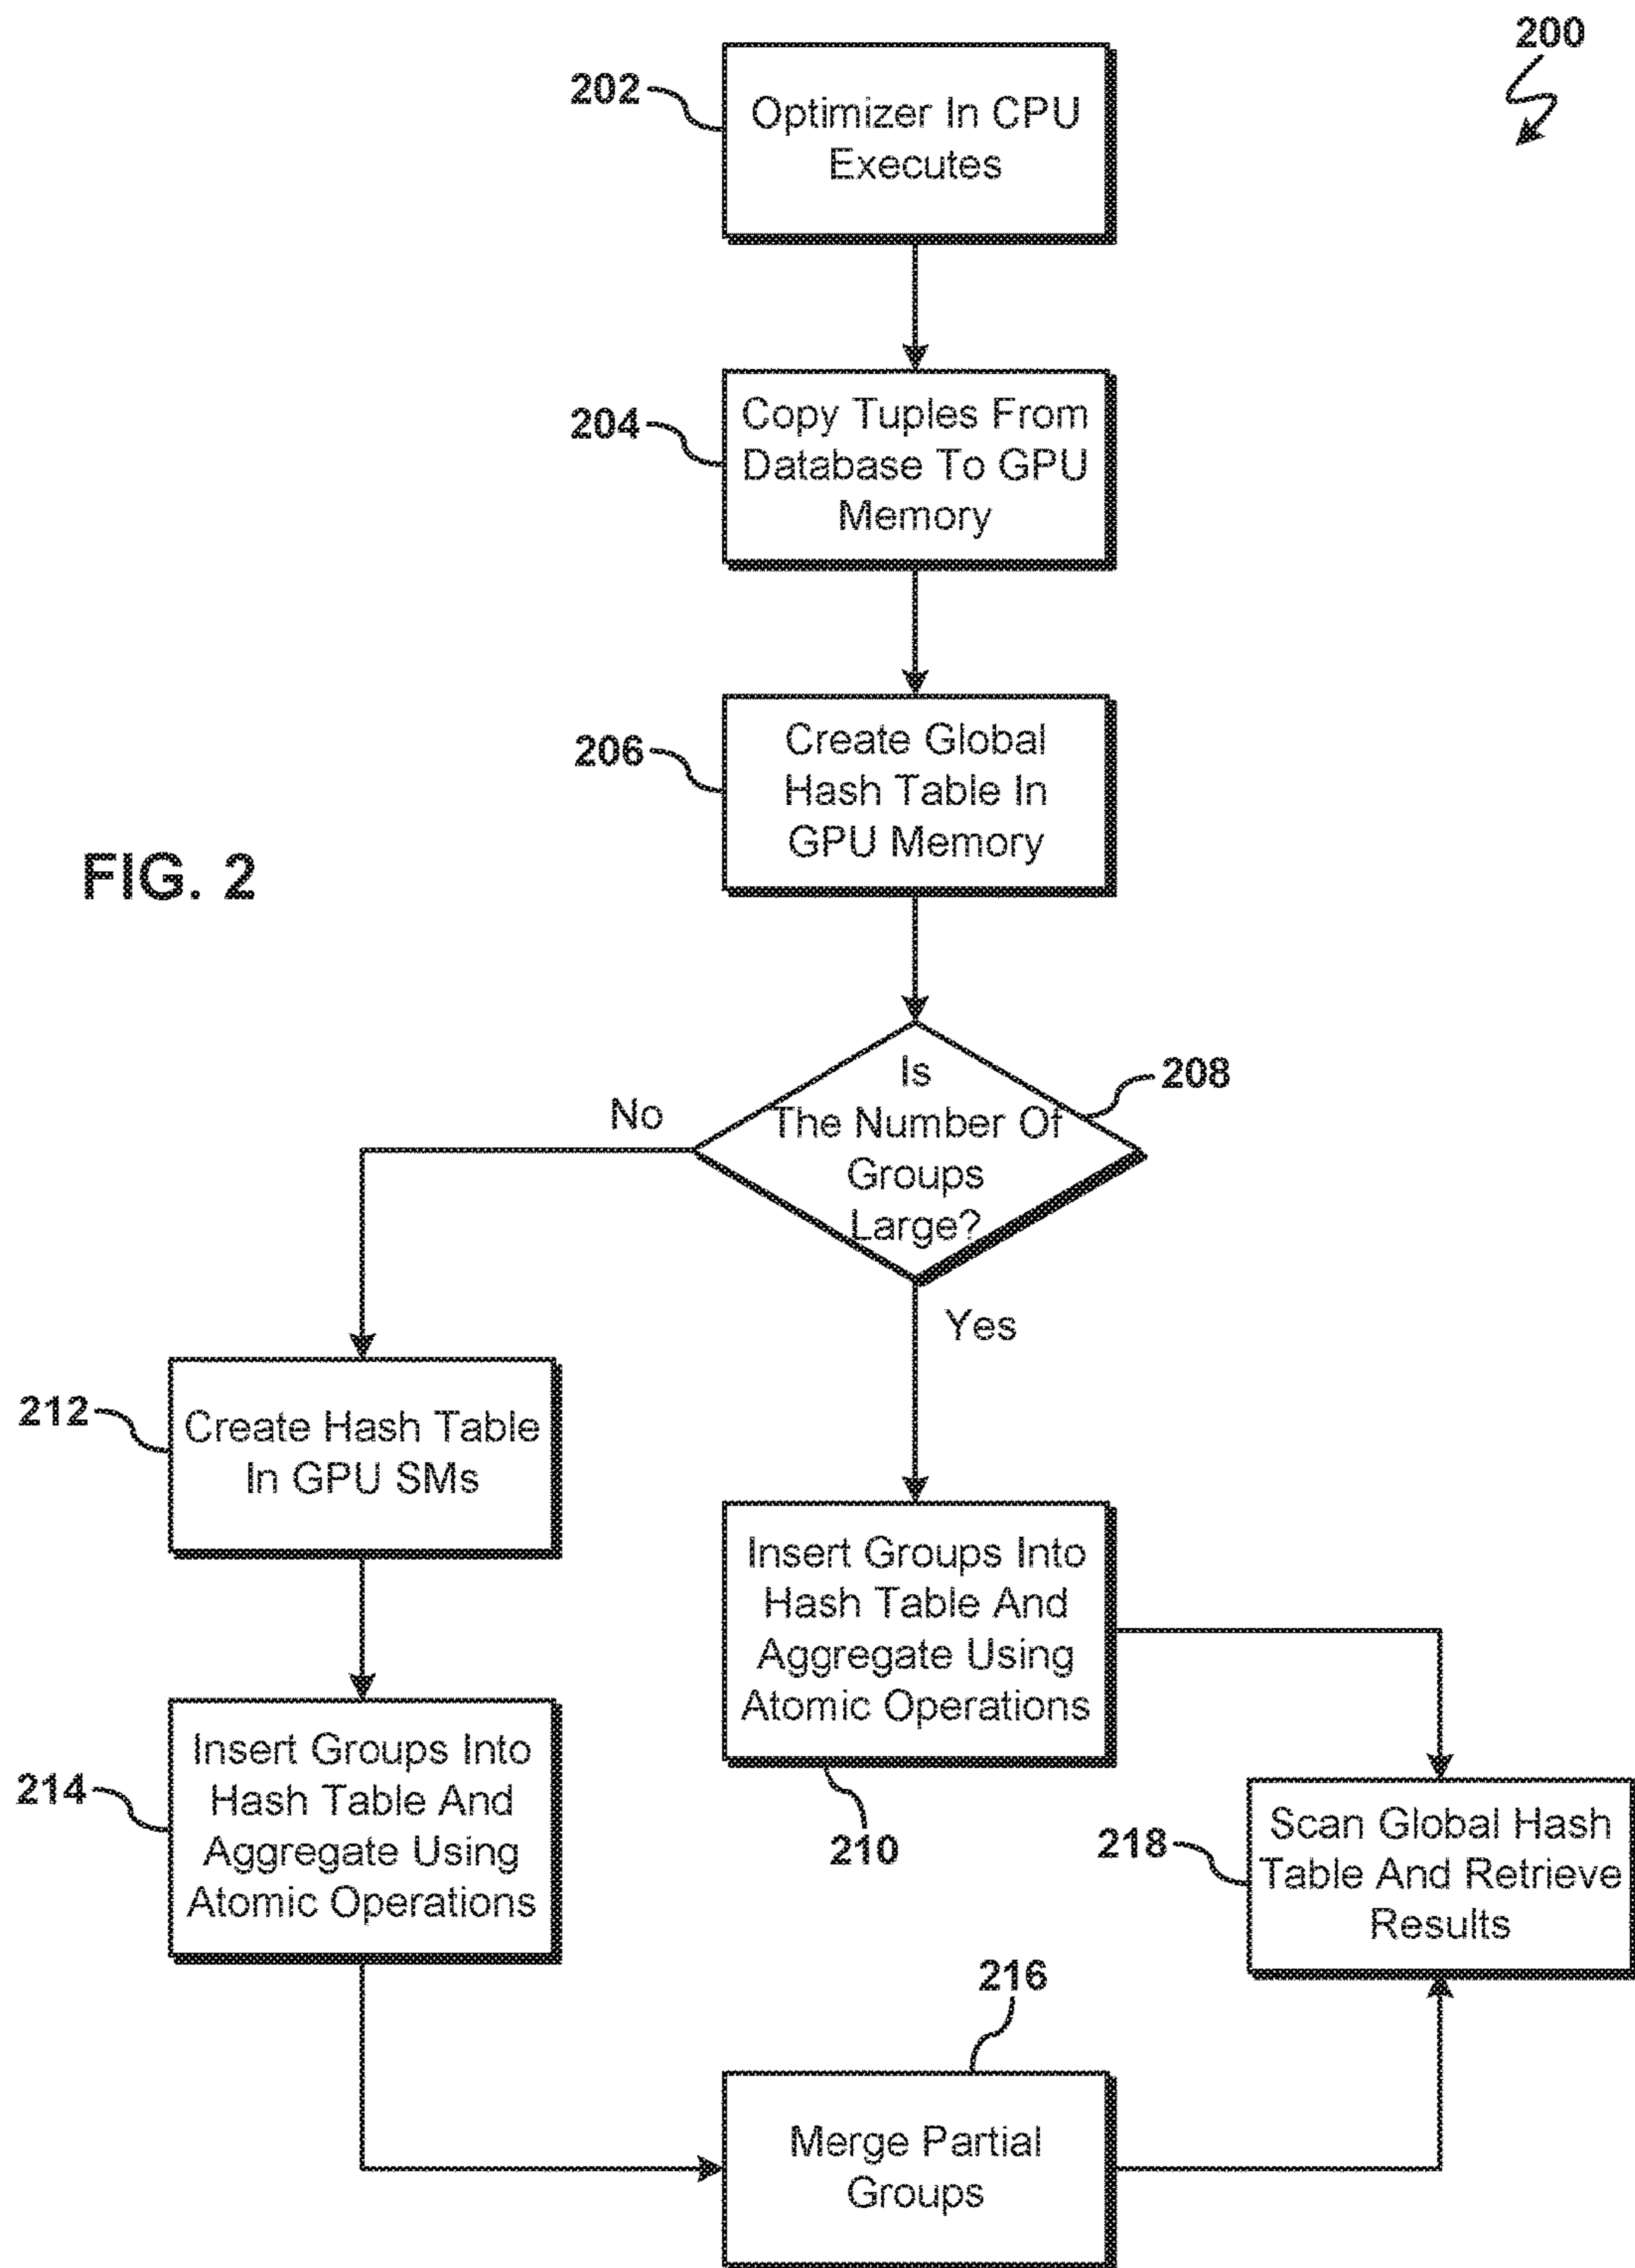 200
202
Optimizer In CPU
Executes
204
Copy Tuples From
Database To GPU
Memory
206
Create Global
Hash Table In
GPU Memory
FIG. 2
208
Is
The Number Of
Groups
Large?
No
Yes
212
Create Hash Table
In GPU SMs
Insert Groups Into
Hash Table And
Aggregate Using
Atomic Operations
210
214
Insert Groups Into
Hash Table And
Aggregate Using
Atomic Operations
218
Scan Global Hash
Table And Retrieve
Results
216
Merge Partial
Groups